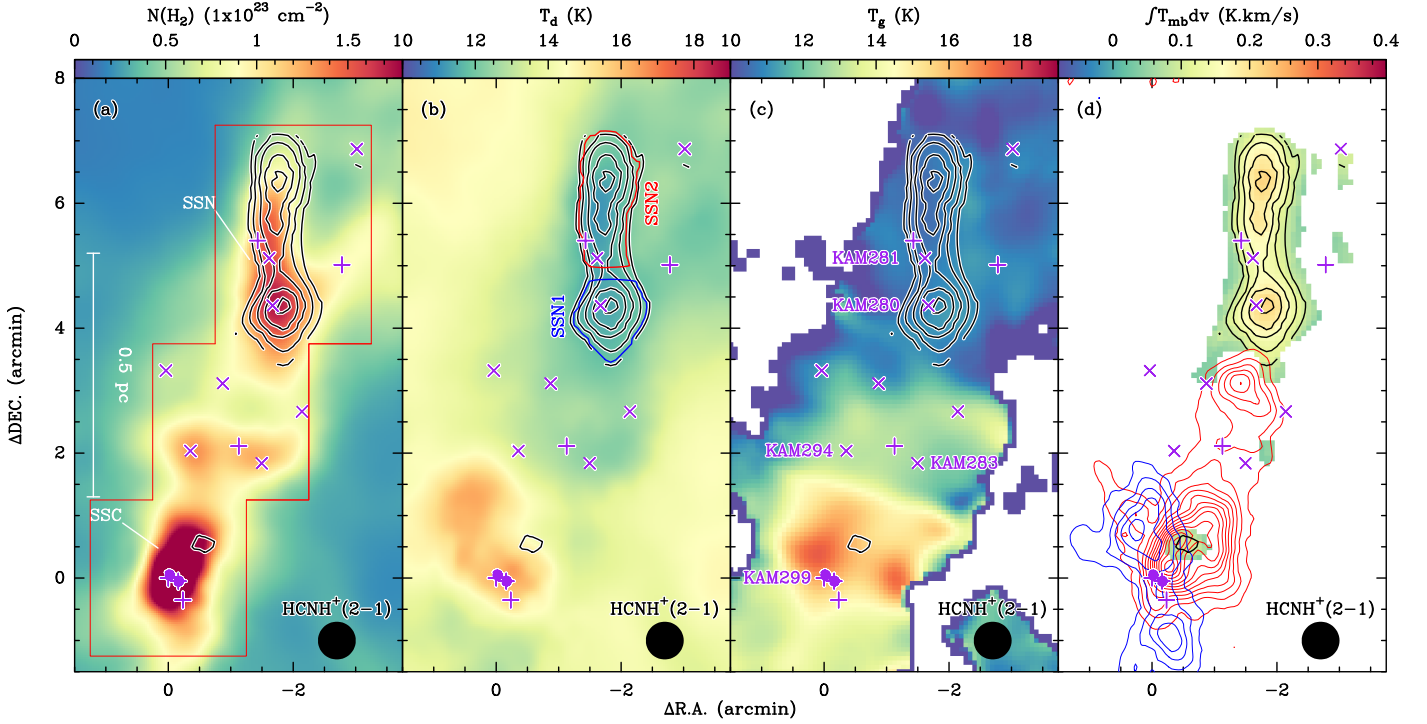 N(H₂) (1x10²³ cm⁻²)
T_d (K)
T_g (K)
∫T_mb dv (K.km/s)
0 0.5 1 1.5
10 12 14 16 18
10 12 14 16 18
0 0.1 0.2 0.3 0.4
(a)
(b)
(c)
(d)
8
6
4
2
0
ΔDEC. (arcmin)
SSN
0.5 pc
SSC
HCNH⁺(2−1)
SSN2
SSN1
HCNH⁺(2−1)
KAM281
KAM280
KAM294
KAM283
KAM299
HCNH⁺(2−1)
HCNH⁺(2−1)
0 −2
0 −2
0 −2
0 −2
ΔR.A. (arcmin)